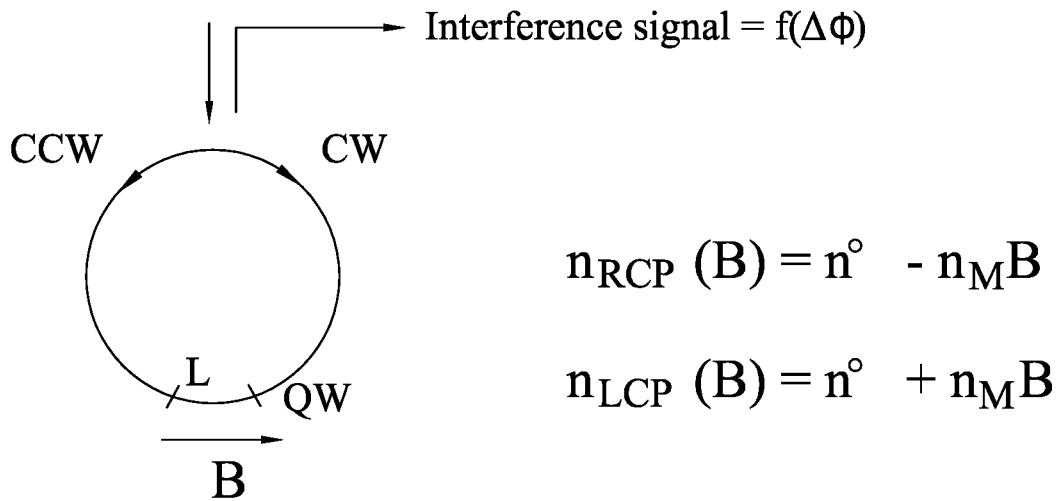 Interference signal = f(ΔΦ)
CCW
CW
n_RCP (B) = n° - n_M B
L
QW
n_LCP (B) = n° + n_M B
B